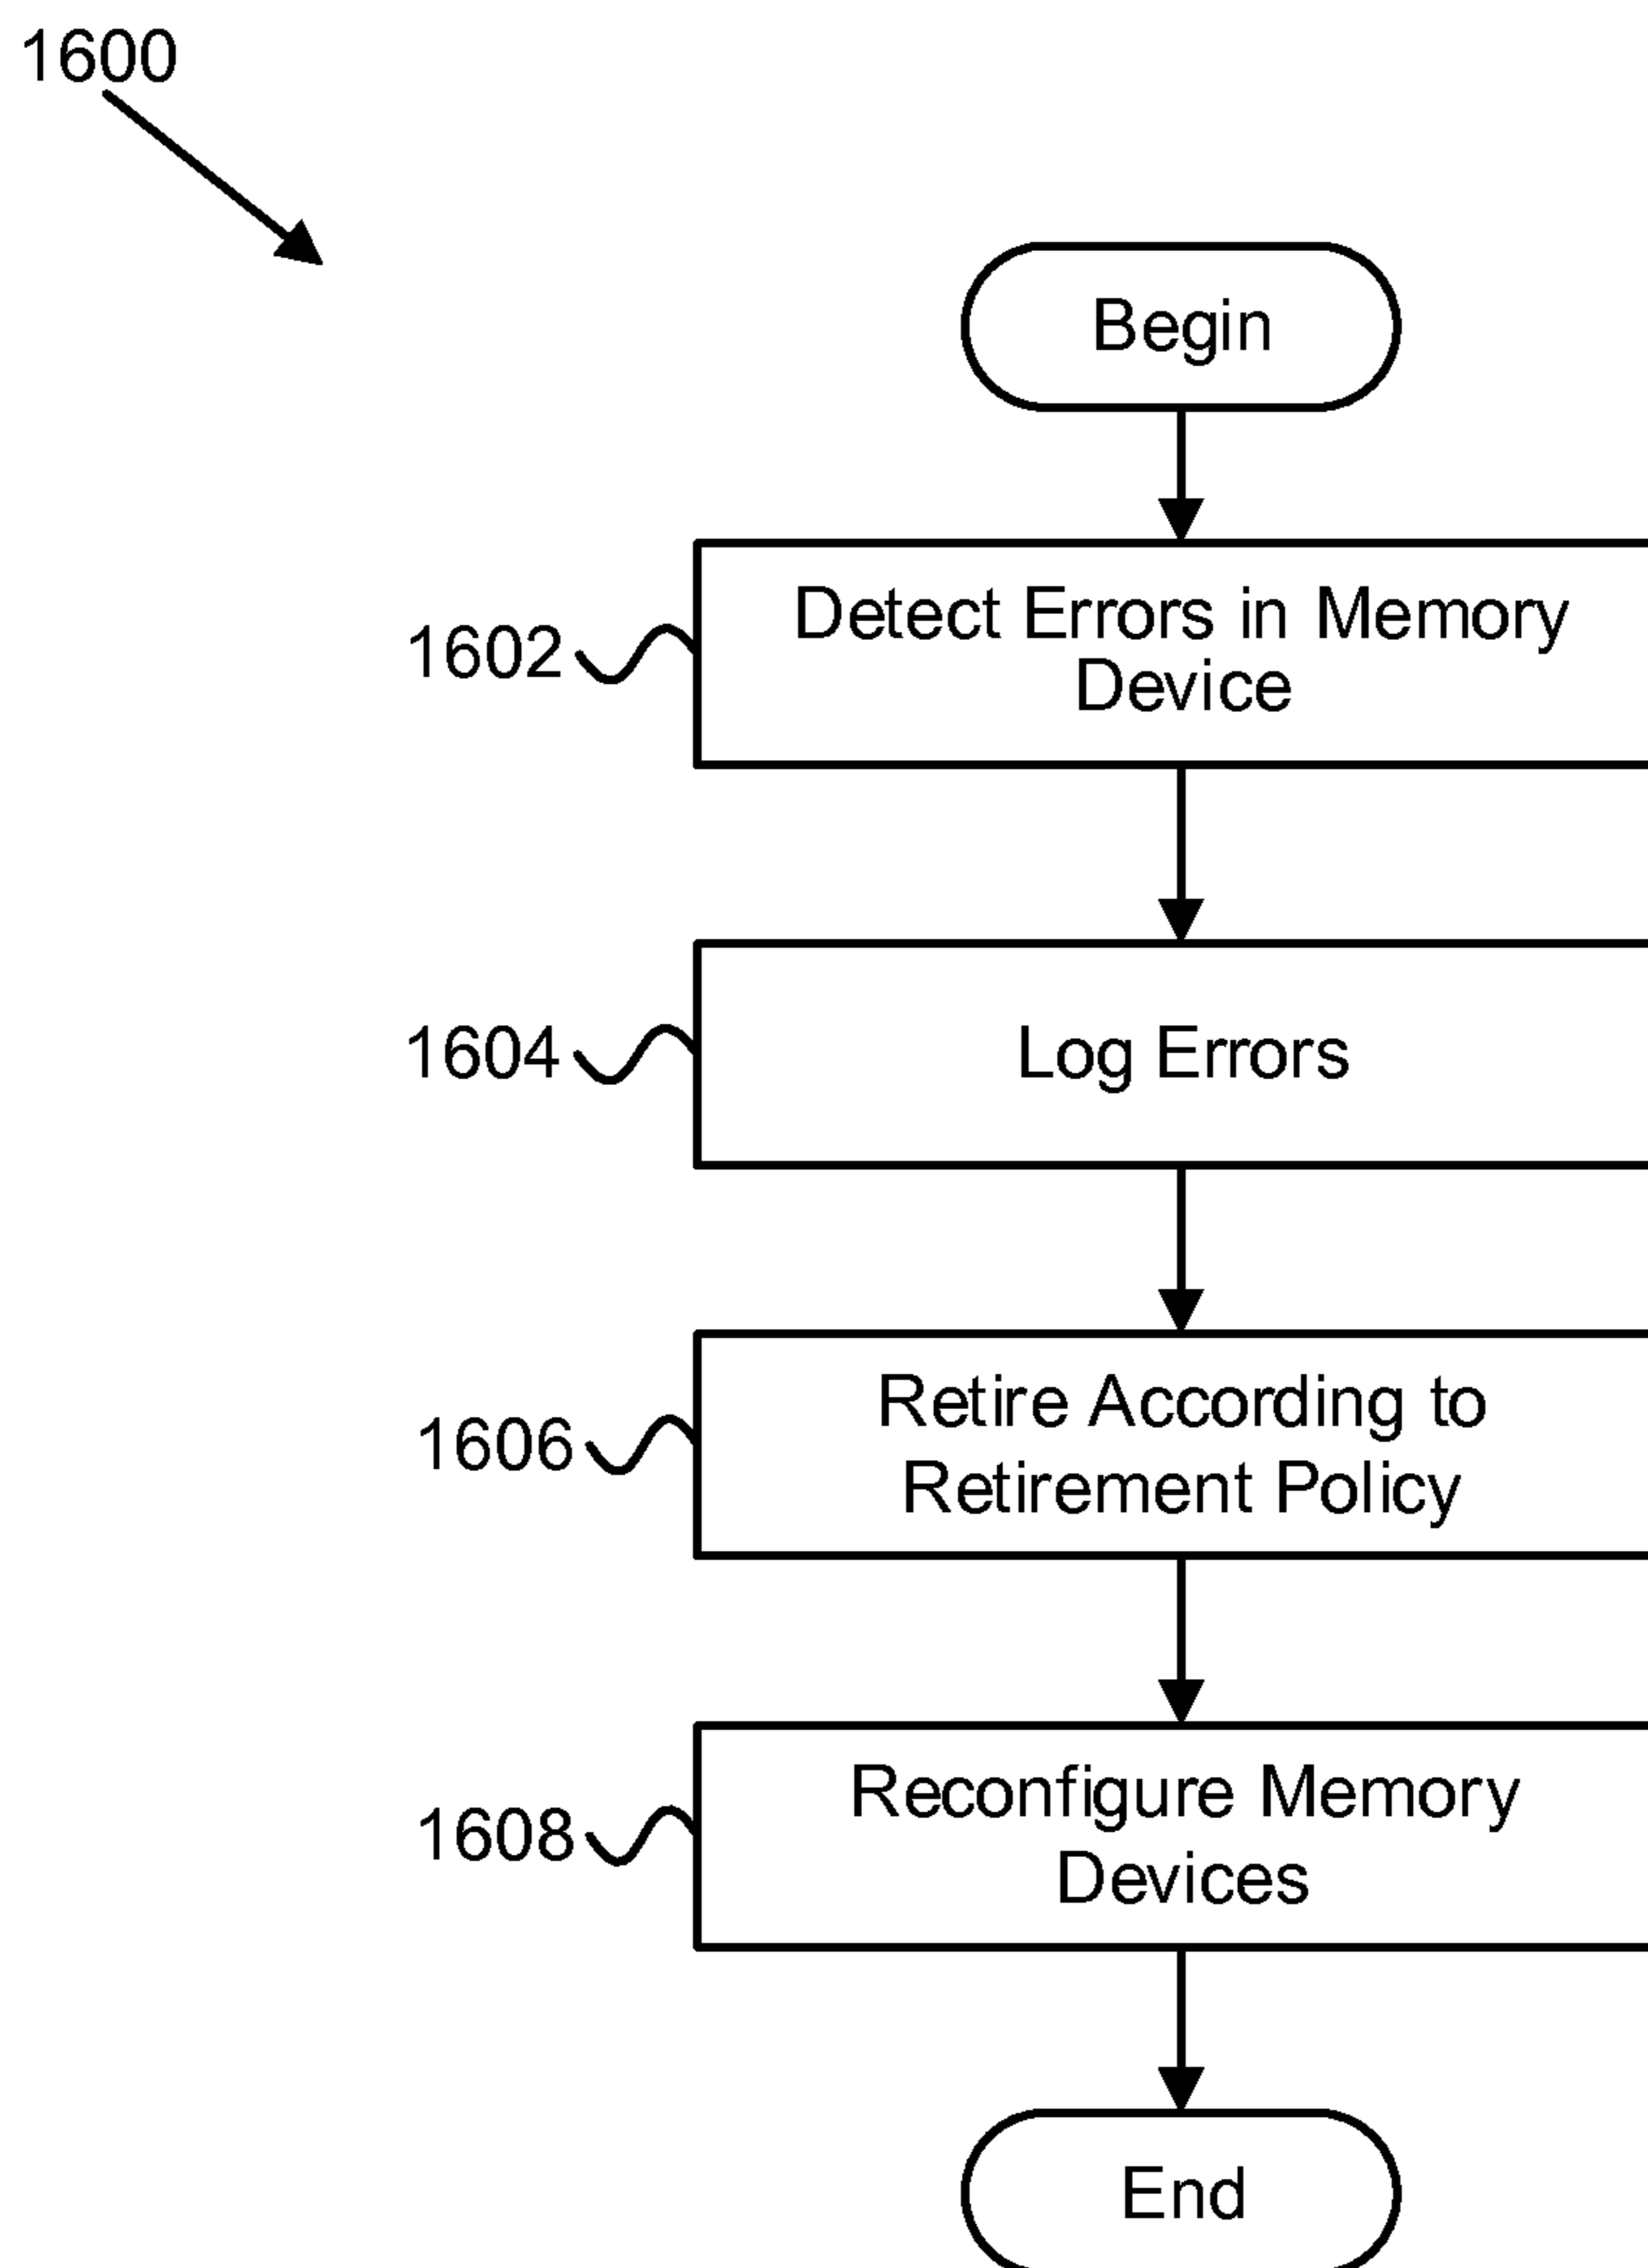 1600
Begin
1602
Detect Errors in Memory
Device
1604
Log Errors
1606
Retire According to
Retirement Policy
1608
Reconfigure Memory
Devices
End